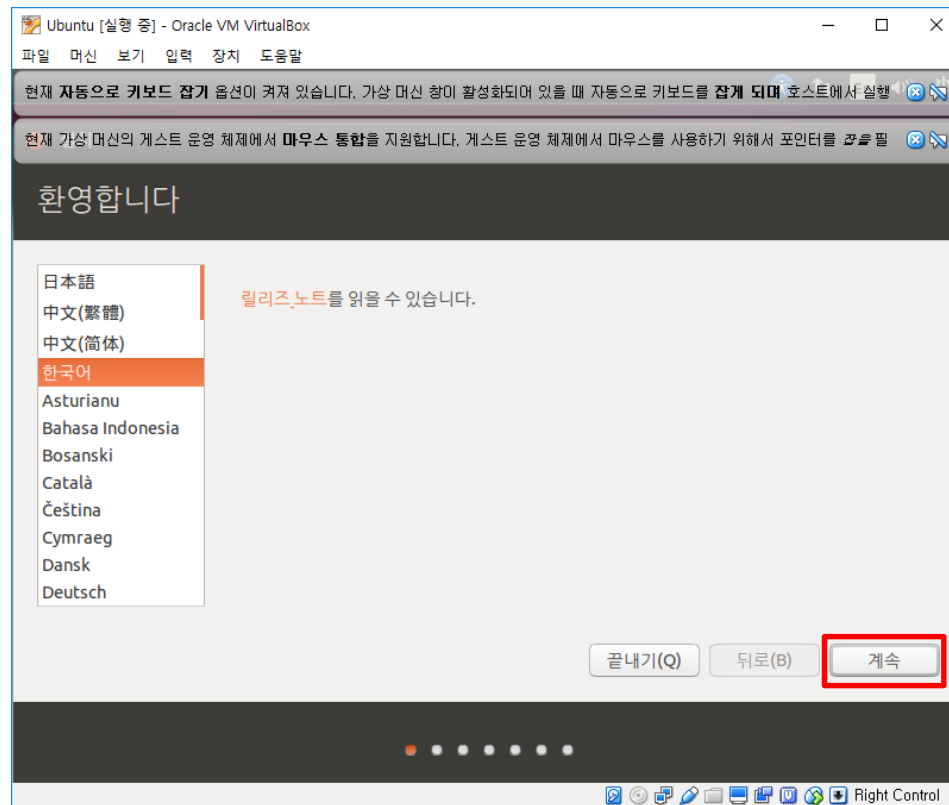 Ubuntu [실행 중] - Oracle VM VirtualBox
파일 머신 보기 입력 장치 도움말
현재 자동으로 키보드 잡기 옵션이 켜져 있습니다. 가상 머신 창이 활성화되어 있을 때 자동으로 키보드를 잡게 되며 호스트에서 실행
현재 가상 머신의 게스트 운영 체제에서 마우스 통합을 지원합니다. 게스트 운영 체제에서 마우스를 사용하기 위해서 포인터를 잡을 필
환영합니다
日本語
中文(繁體)
中文(简体)
한국어
Asturianu
Bahasa Indonesia
Bosanski
Català
Čeština
Cymraeg
Dansk
Deutsch
릴리즈 노트를 읽을 수 있습니다.
끝내기(Q) 뒤로(B) 계속
Right Control